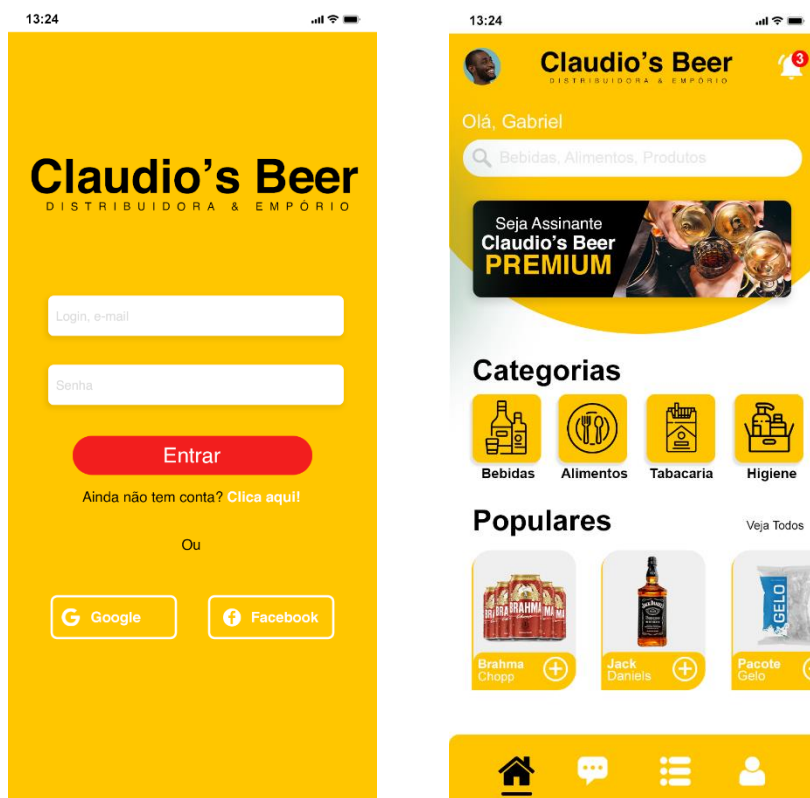 13:24
Claudio's Beer
DISTRIBUIDORA & EMPÓRIO
Login, e-mail
Senha
Entrar
Ainda não tem conta? Clica aqui!
Ou
G Google
f Facebook
13:24
Claudio's Beer
DISTRIBUIDORA & EMPÓRIO
3
Olá, Gabriel
Bebidas, Alimentos, Produtos
Seja Assinante
Claudio's Beer
PREMIUM
Categorias
Bebidas
Alimentos
Tabacaria
Higiene
Populares
Veja Todos
BRAHMA
GELO
Brahma
Chopp
Jack
Daniels
Pacote
Gelo